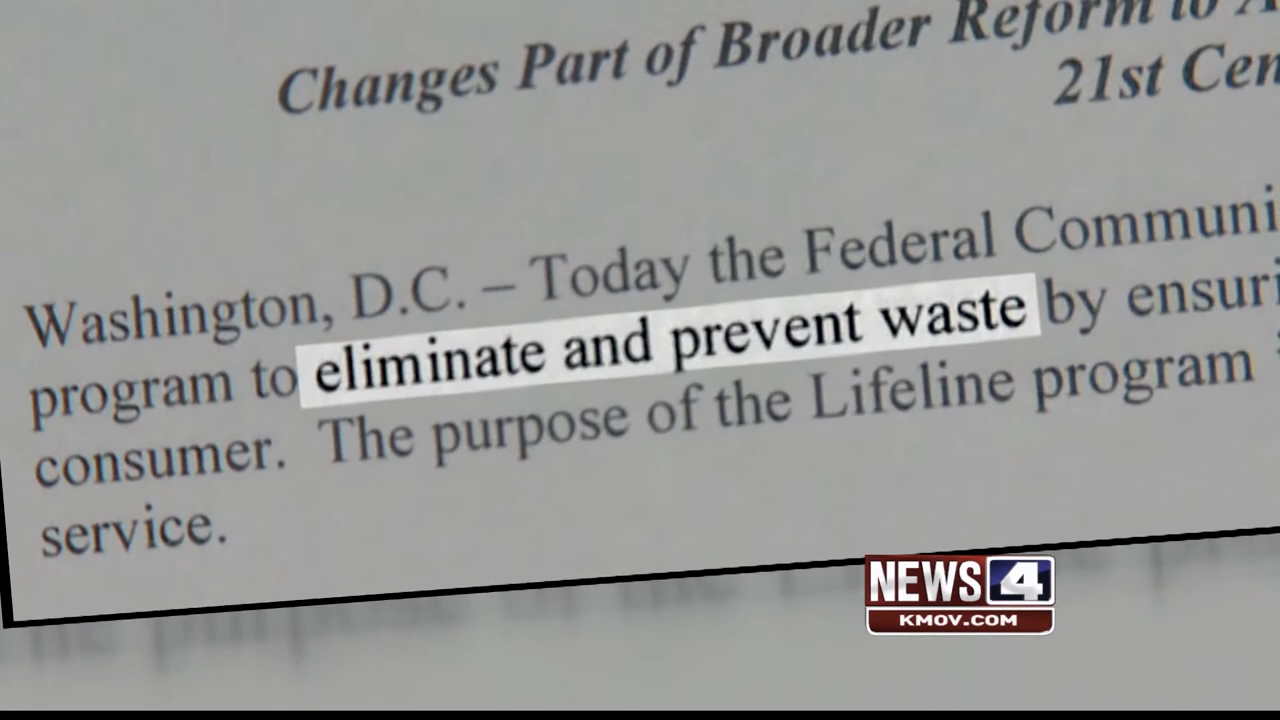 Changes Part of Broader Reform to A
21st Cen
Washington, D.C. – Today the Federal Communi
program to eliminate and prevent waste by ensuri
consumer.  The purpose of the Lifeline program
service.
NEWS 4
KMOV.COM